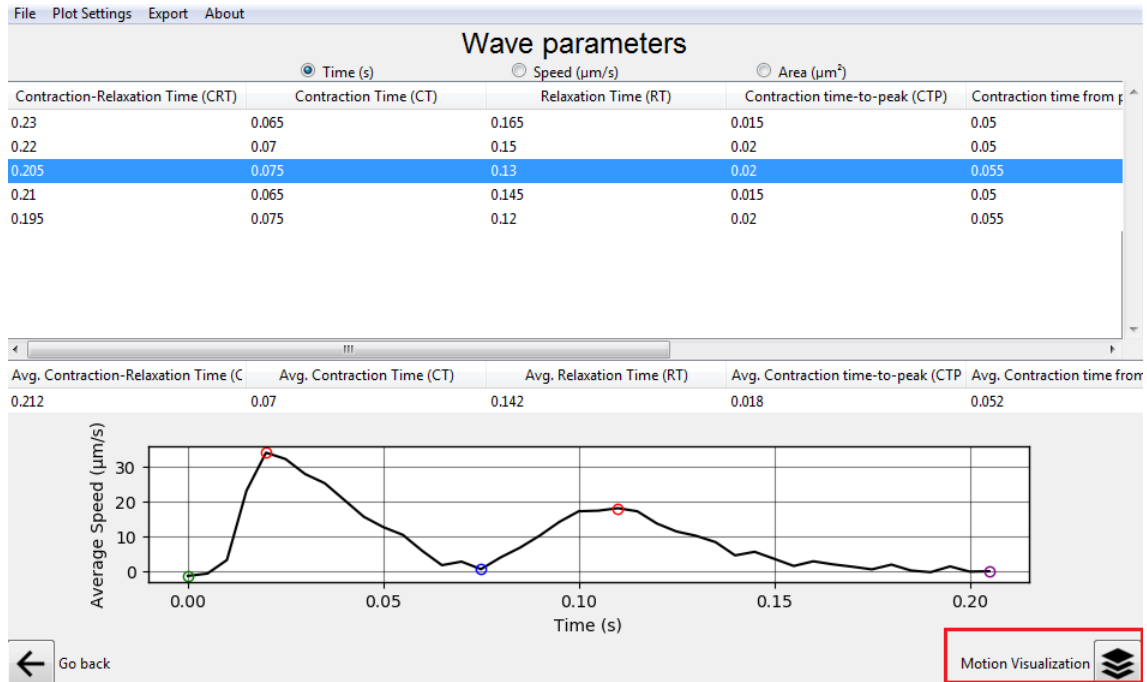 File Plot Settings Export About
Wave parameters
Time (s) Speed (µm/s) Area (µm²)
Contraction-Relaxation Time (CRT) Contraction Time (CT) Relaxation Time (RT) Contraction time-to-peak (CTP) Contraction time from p
0.23 0.065 0.165 0.015 0.05
0.22 0.07 0.15 0.02 0.05
0.205 0.075 0.13 0.02 0.055
0.21 0.065 0.145 0.015 0.05
0.195 0.075 0.12 0.02 0.055
Avg. Contraction-Relaxation Time (C Avg. Contraction Time (CT) Avg. Relaxation Time (RT) Avg. Contraction time-to-peak (CTP Avg. Contraction time from
0.212 0.07 0.142 0.018 0.052
Average Speed (µm/s)
30
20
10
0
0.00 0.05 0.10 0.15 0.20
Time (s)
Go back Motion Visualization